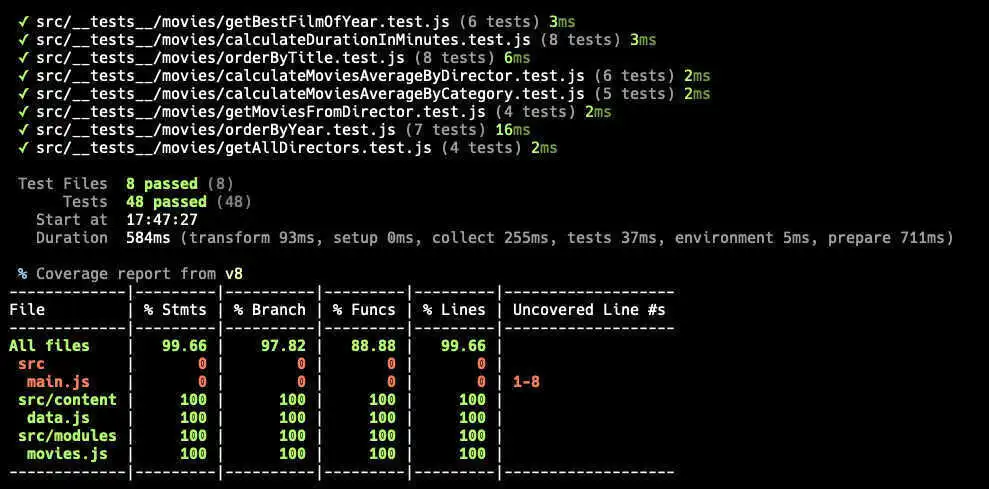 ✓ src/__tests__/movies/getBestFilmOfYear.test.js (6 tests) 3ms
✓ src/__tests__/movies/calculateDurationInMinutes.test.js (8 tests) 3ms
✓ src/__tests__/movies/orderByTitle.test.js (8 tests) 6ms
✓ src/__tests__/movies/calculateMoviesAverageByDirector.test.js (6 tests) 2ms
✓ src/__tests__/movies/calculateMoviesAverageByCategory.test.js (5 tests) 2ms
✓ src/__tests__/movies/getMoviesFromDirector.test.js (4 tests) 2ms
✓ src/__tests__/movies/orderByYear.test.js (7 tests) 16ms
✓ src/__tests__/movies/getAllDirectors.test.js (4 tests) 2ms
Test Files  8 passed (8)
Tests  48 passed (48)
Start at  17:47:27
Duration  584ms (transform 93ms, setup 0ms, collect 255ms, tests 37ms, environment 5ms, prepare 711ms)
% Coverage report from v8
-------------|---------|----------|---------|---------|-------------------
File         | % Stmts | % Branch | % Funcs | % Lines | Uncovered Line #s
-------------|---------|----------|---------|---------|-------------------
All files    |   99.66 |    97.82 |   88.88 |   99.66 |
src         |       0 |        0 |       0 |       0 |
main.js    |       0 |        0 |       0 |       0 | 1-8
src/content |     100 |      100 |     100 |     100 |
data.js    |     100 |      100 |     100 |     100 |
src/modules |     100 |      100 |     100 |     100 |
movies.js  |     100 |      100 |     100 |     100 |
-------------|---------|----------|---------|---------|-------------------